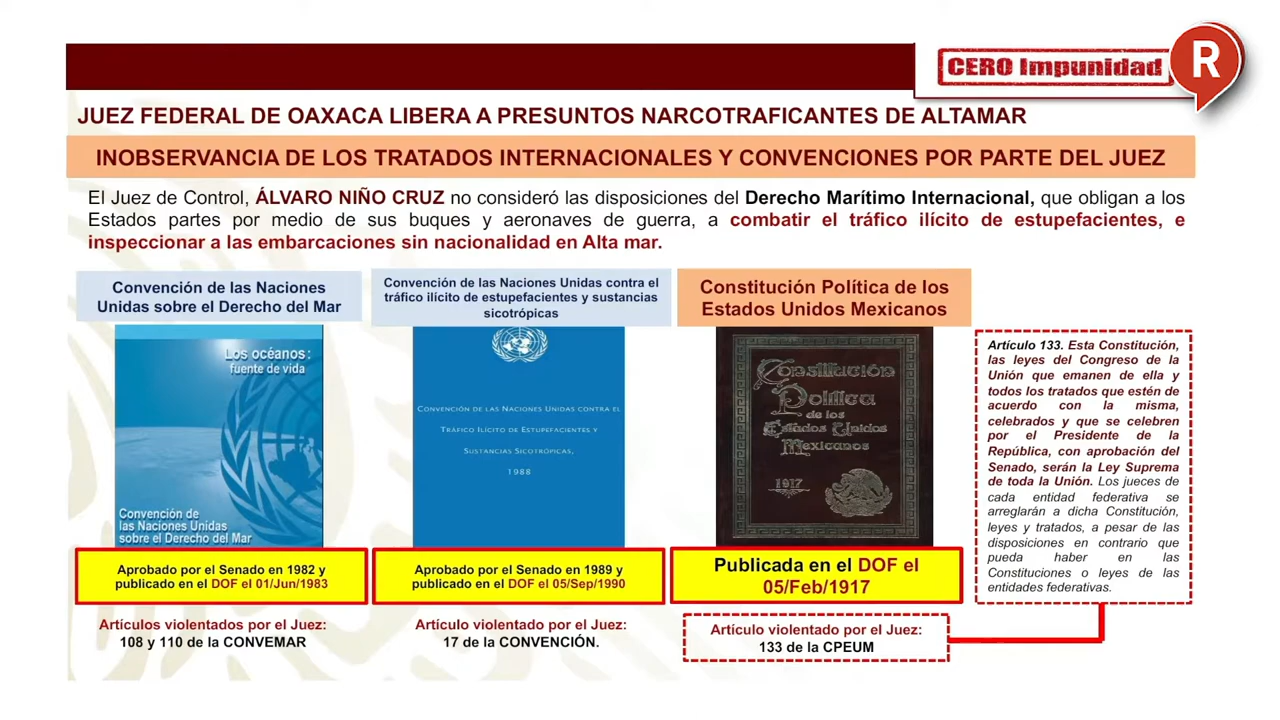 CERO Impunidad
R
JUEZ FEDERAL DE OAXACA LIBERA A PRESUNTOS NARCOTRAFICANTES DE ALTAMAR
INOBSERVANCIA DE LOS TRATADOS INTERNACIONALES Y CONVENCIONES POR PARTE DEL JUEZ
El Juez de Control, ÁLVARO NIÑO CRUZ no consideró las disposiciones del Derecho Marítimo Internacional, que obligan a los
Estados partes por medio de sus buques y aeronaves de guerra, a combatir el tráfico ilícito de estupefacientes, e
inspeccionar a las embarcaciones sin nacionalidad en Alta mar.
Convención de las Naciones
Unidas sobre el Derecho del Mar
Los océanos:
fuente de vida
Convención de
las Naciones Unidas
sobre el Derecho del Mar
Aprobado por el Senado en 1982 y
publicado en el DOF el 01/Jun/1983
Artículos violentados por el Juez:
108 y 110 de la CONVEMAR
Convención de las Naciones Unidas contra el
tráfico ilícito de estupefacientes y sustancias
sicotrópicas
CONVENCIÓN DE LAS NACIONES UNIDAS CONTRA EL
TRÁFICO ILÍCITO DE ESTUPEFACIENTES Y
SUSTANCIAS SICOTRÓPICAS,
1988
Aprobado por el Senado en 1989 y
publicado en el DOF el 05/Sep/1990
Artículo violentado por el Juez:
17 de la CONVENCIÓN.
Constitución Política de los
Estados Unidos Mexicanos
Constitución
Política
de los
Estados Unidos
Mexicanos
1917
Publicada en el DOF el
05/Feb/1917
Artículo violentado por el Juez:
133 de la CPEUM
Artículo 133. Esta Constitución,
las leyes del Congreso de la
Unión que emanen de ella y
todos los tratados que estén de
acuerdo con la misma,
celebrados y que se celebren
por el Presidente de la
República, con aprobación del
Senado, serán la Ley Suprema
de toda la Unión. Los jueces de
cada entidad federativa se
arreglarán a dicha Constitución,
leyes y tratados, a pesar de las
disposiciones en contrario que
pueda haber en las
Constituciones o leyes de las
entidades federativas.